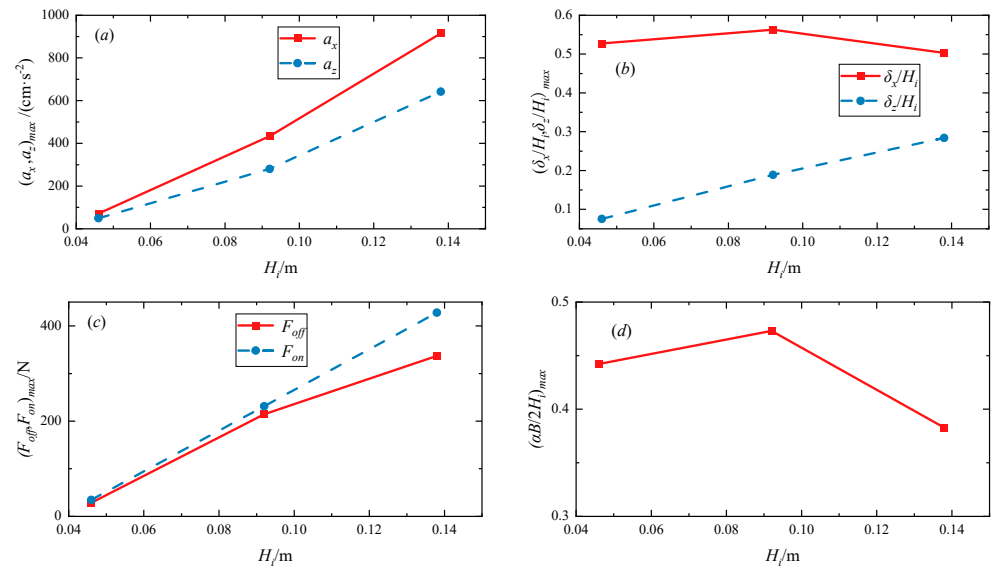 (a)
a_x
a_z
(a_x,a_z)_max /(cm·s⁻²)
1000
900
800
600
400
200
0
0.04 0.06 0.08 0.10 0.12 0.14
H_i/m
(b)
δ_x/H_i
δ_z/H_i
(δ_x/H_i,δ_z/H_i)_max
0.6
0.5
0.4
0.3
0.2
0.1
0.04 0.06 0.08 0.10 0.12 0.14
H_i/m
(c)
F_off
F_on
(F_off,F_on)_max/N
400
200
0
0.04 0.06 0.08 0.10 0.12 0.14
H_i/m
(d)
(αB/2H_i)_max
0.5
0.4
0.3
0.04 0.06 0.08 0.10 0.12 0.14
H_i/m